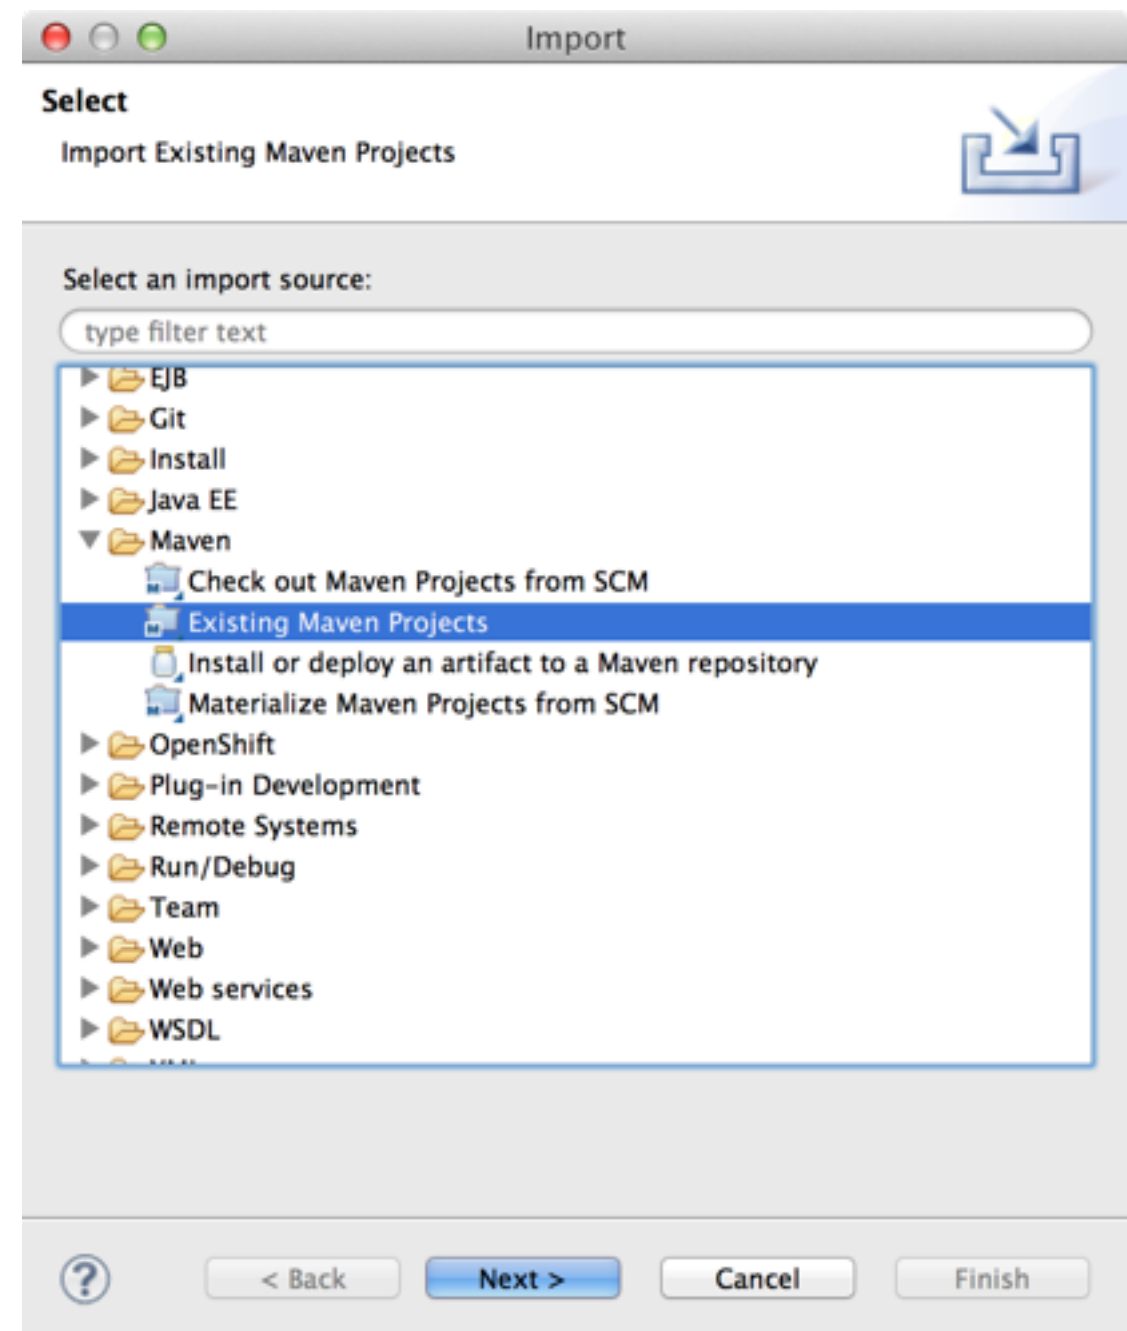 Import
Select
Import Existing Maven Projects
Select an import source:
type filter text
EJB
Git
Install
Java EE
Maven
Check out Maven Projects from SCM
Existing Maven Projects
Install or deploy an artifact to a Maven repository
Materialize Maven Projects from SCM
OpenShift
Plug-in Development
Remote Systems
Run/Debug
Team
Web
Web services
WSDL
? < Back Next > Cancel Finish